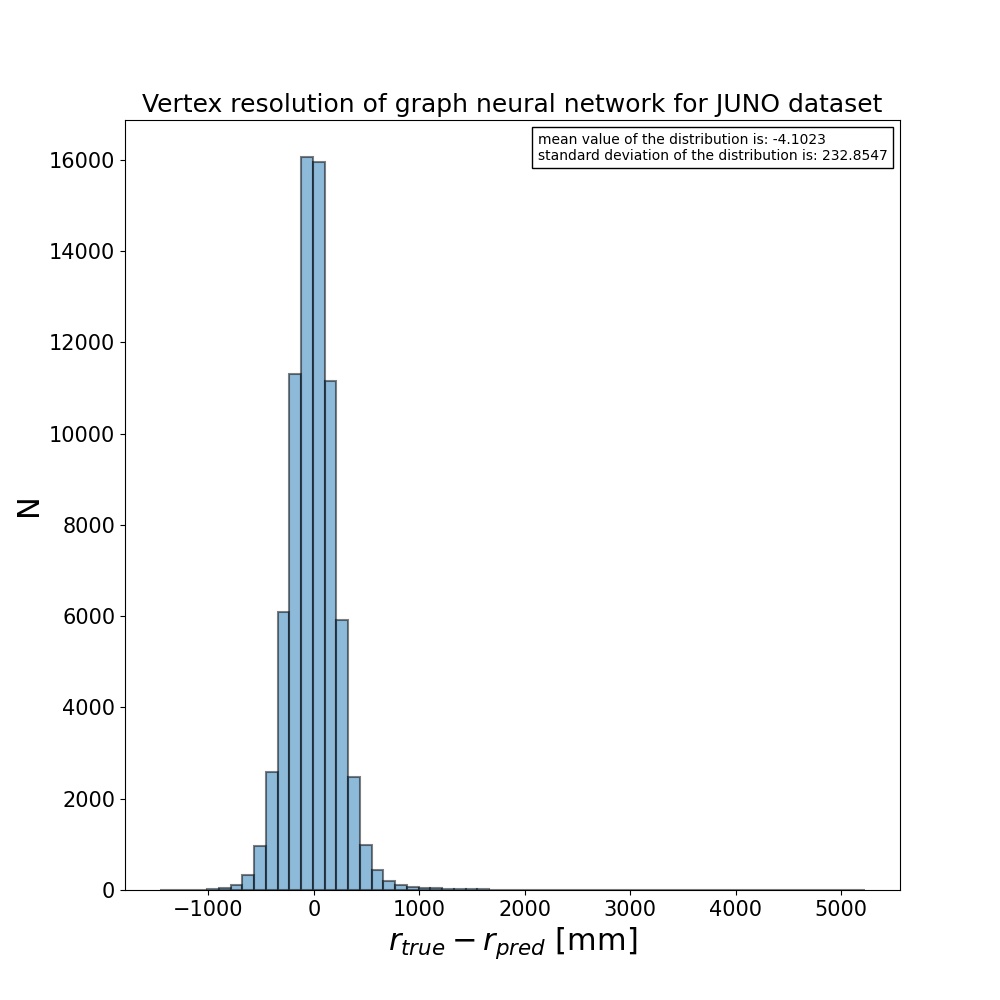 Vertex resolution of graph neural network for JUNO dataset
mean value of the distribution is: -4.1023
standard deviation of the distribution is: 232.8547
16000
14000
12000
10000
8000
6000
4000
2000
0
N
−1000 0 1000 2000 3000 4000 5000
r_true − r_pred [mm]